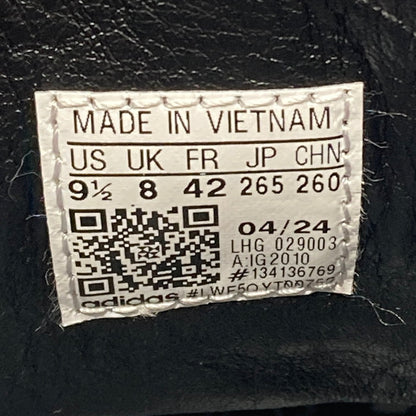 MADE IN VIETNAM
US UK FR JP CHN
9½ 8 42 265 260
04/24
LHG 029003
A:IG2010
#134136769
adidas